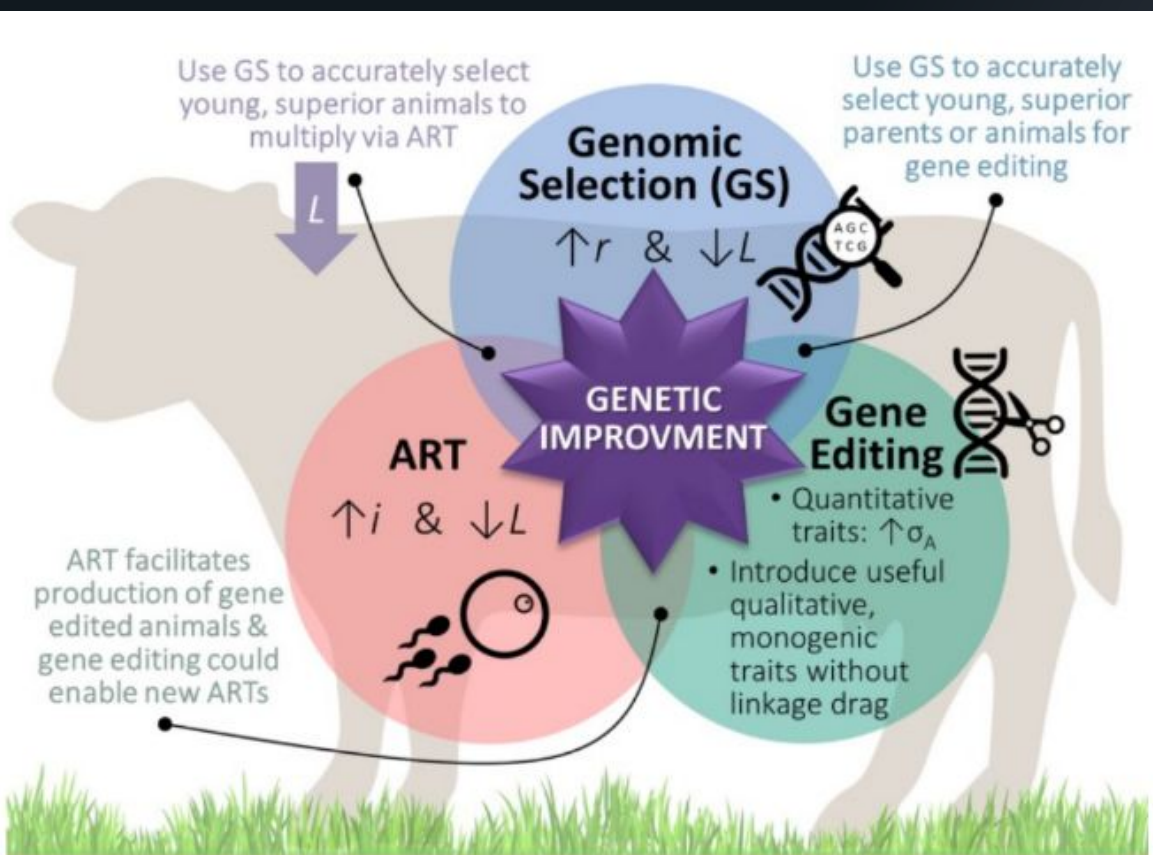 Use GS to accurately select
young, superior animals to
multiply via ART
L
Use GS to accurately
select young, superior
parents or animals for
gene editing
Genomic
Selection (GS)
↑r & ↓L
AGC
TCG
GENETIC
IMPROVMENT
ART
↑i & ↓L
Gene
Editing
• Quantitative
traits: ↑σA
• Introduce useful
qualitative,
monogenic
traits without
linkage drag
ART facilitates
production of gene
edited animals &
gene editing could
enable new ARTs